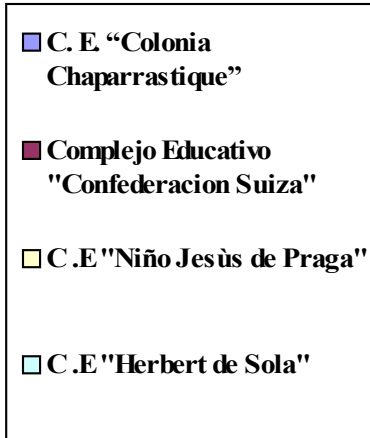 C. E. “Colonia
Chaparrastique”
Complejo Educativo
"Confederacion Suiza"
C .E "Niño Jesùs de Praga"
C .E "Herbert de Sola"